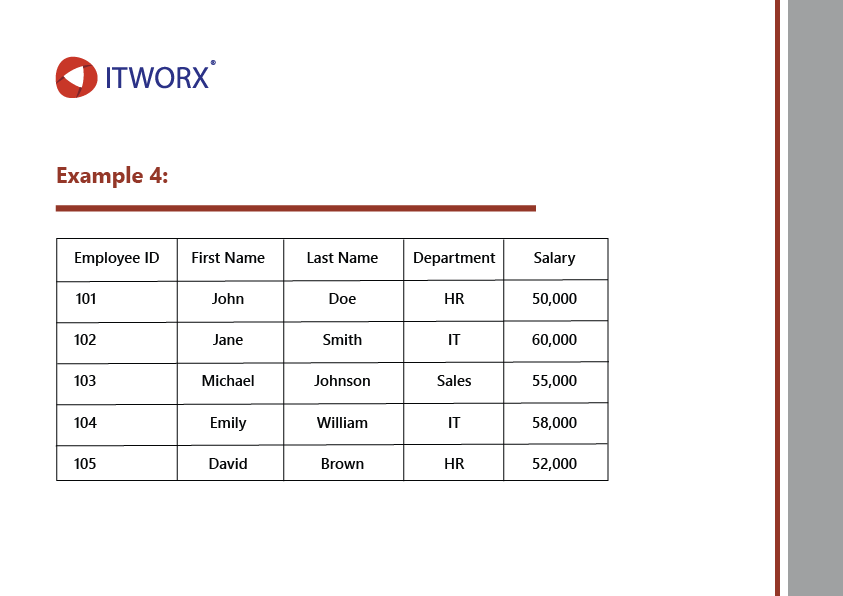 ITWORX®
Example 4:
Employee ID First Name Last Name Department Salary
101 John Doe HR 50,000
102 Jane Smith IT 60,000
103 Michael Johnson Sales 55,000
104 Emily William IT 58,000
105 David Brown HR 52,000